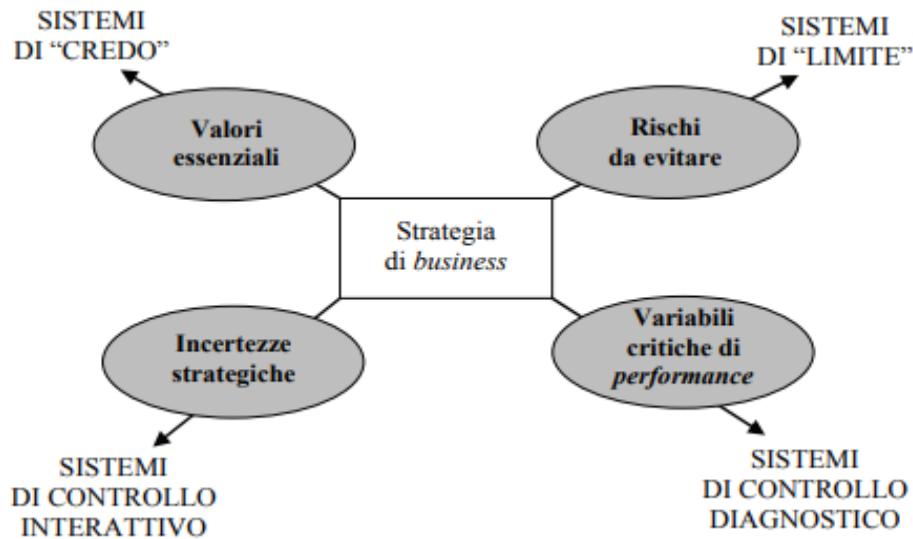 SISTEMI
DI “CREDO”
SISTEMI
DI “LIMITE”
Valori
essenziali
Rischi
da evitare
Strategia
di business
Incertezze
strategiche
Variabili
critiche di
performance
SISTEMI
DI CONTROLLO
INTERATTIVO
SISTEMI
DI CONTROLLO
DIAGNOSTICO